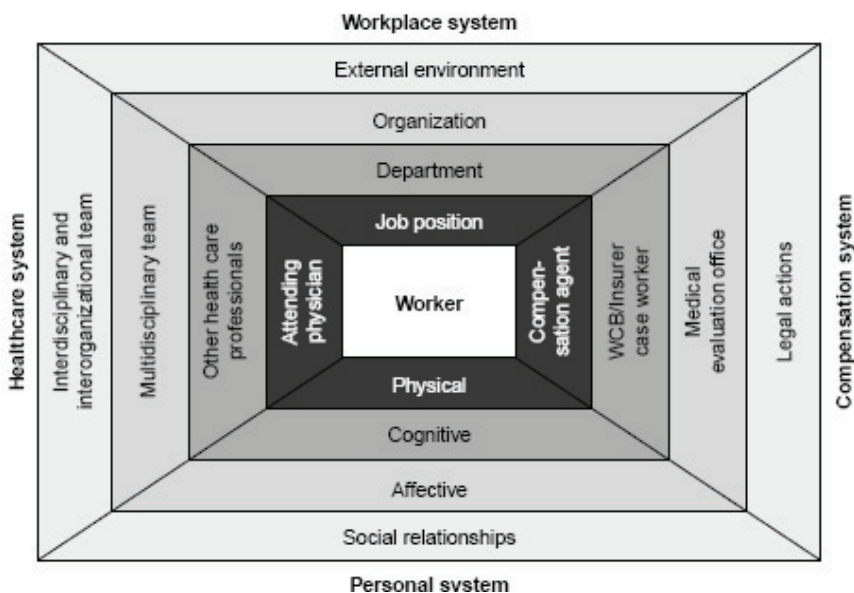 Workplace system
External environment
Organization
Department
Job position
Healthcare system
Interdisciplinary and
interorganizational team
Multidisciplinary team
Other health care
professionals
Attending
physician
Worker
Compen-
sation agent
WCB/Insurer
case worker
Medical
evaluation office
Legal actions
Compensation system
Physical
Cognitive
Affective
Social relationships
Personal system